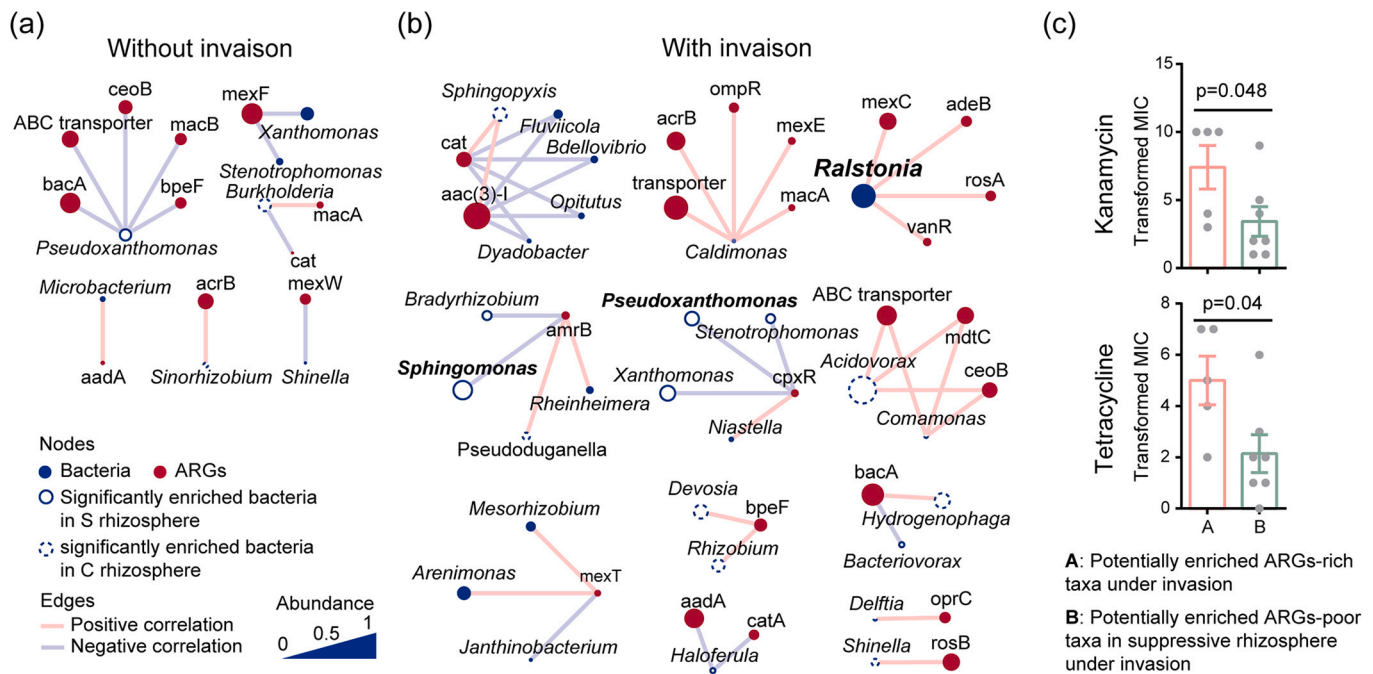 (a)
Without invaison
ceoB
ABC transporter
macB
bacA
bpeF
Pseudoxanthomonas
mexF
Xanthomonas
Stenotrophomonas
Burkholderia
macA
cat
Microbacterium
aadA
acrB
Sinorhizobium
mexW
Shinella
Nodes
Bacteria
ARGs
Significantly enriched bacteria
in S rhizosphere
significantly enriched bacteria
in C rhizosphere
Edges
Positive correlation
Negative correlation
Abundance
0
0.5
1
(b)
With invaison
Sphingopyxis
Fluviicola
Bdellovibrio
cat
aac(3)-I
Opitutus
Dyadobacter
ompR
acrB
mexE
transporter
macA
Caldimonas
mexC
adeB
Ralstonia
rosA
vanR
Bradyrhizobium
amrB
Sphingomonas
Rheinheimera
Pseudoduganella
Pseudoxanthomonas
Stenotrophomonas
Xanthomonas
cpxR
Niastella
ABC transporter
mdtC
Acidovorax
ceoB
Comamonas
Mesorhizobium
Arenimonas
mexT
Janthinobacterium
Devosia
bpeF
Rhizobium
aadA
catA
Haloferula
bacA
Hydrogenophaga
Bacteriovorax
Delftia
oprC
Shinella
rosB
(c)
Kanamycin
Transformed MIC
15
10
5
0
p=0.048
Tetracycline
Transformed MIC
8
6
4
2
0
p=0.04
A
B
A: Potentially enriched ARGs-rich
taxa under invasion
B: Potentially enriched ARGs-poor
taxa in suppressive rhizosphere
under invasion